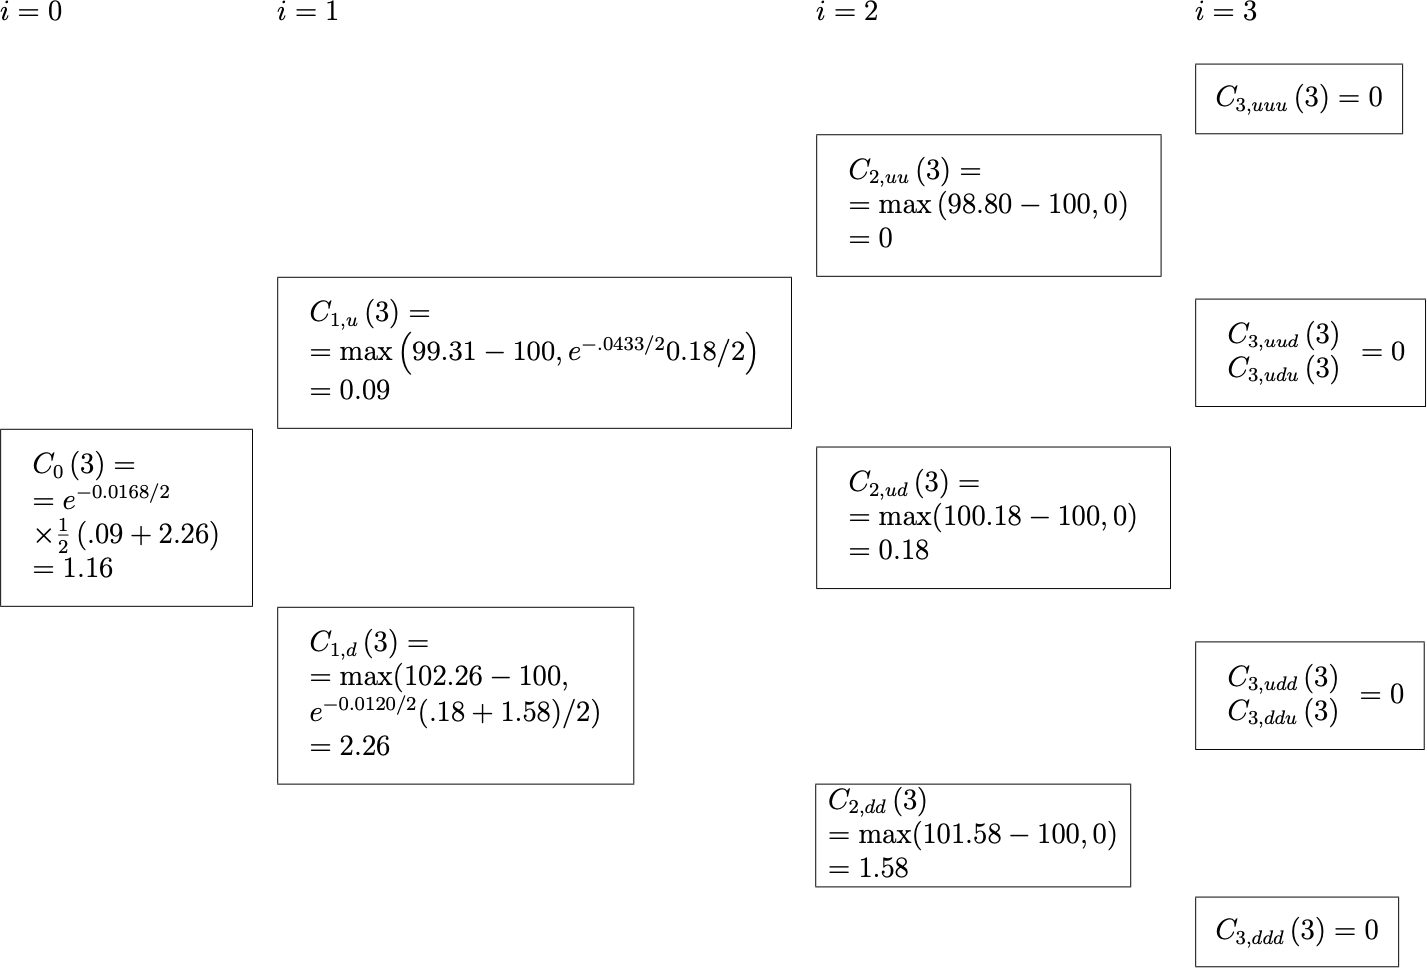 i = 0
i = 1
i = 2
i = 3
C_{3,uuu} (3) = 0
C_{2,uu} (3) =
= max (98.80 − 100, 0)
= 0
C_{1,u} (3) =
= max (99.31 − 100, e^{−.0433/2}0.18/2)
= 0.09
C_{3,uud} (3)
C_{3,udu} (3)
= 0
C_0 (3) =
= e^{−0.0168/2}
×\frac{1}{2} (.09 + 2.26)
= 1.16
C_{2,ud} (3) =
= max(100.18 − 100, 0)
= 0.18
C_{1,d} (3) =
= max(102.26 − 100,
e^{−0.0120/2}(.18 + 1.58)/2)
= 2.26
C_{3,udd} (3)
C_{3,ddu} (3)
= 0
C_{2,dd} (3)
= max(101.58 − 100, 0)
= 1.58
C_{3,ddd} (3) = 0